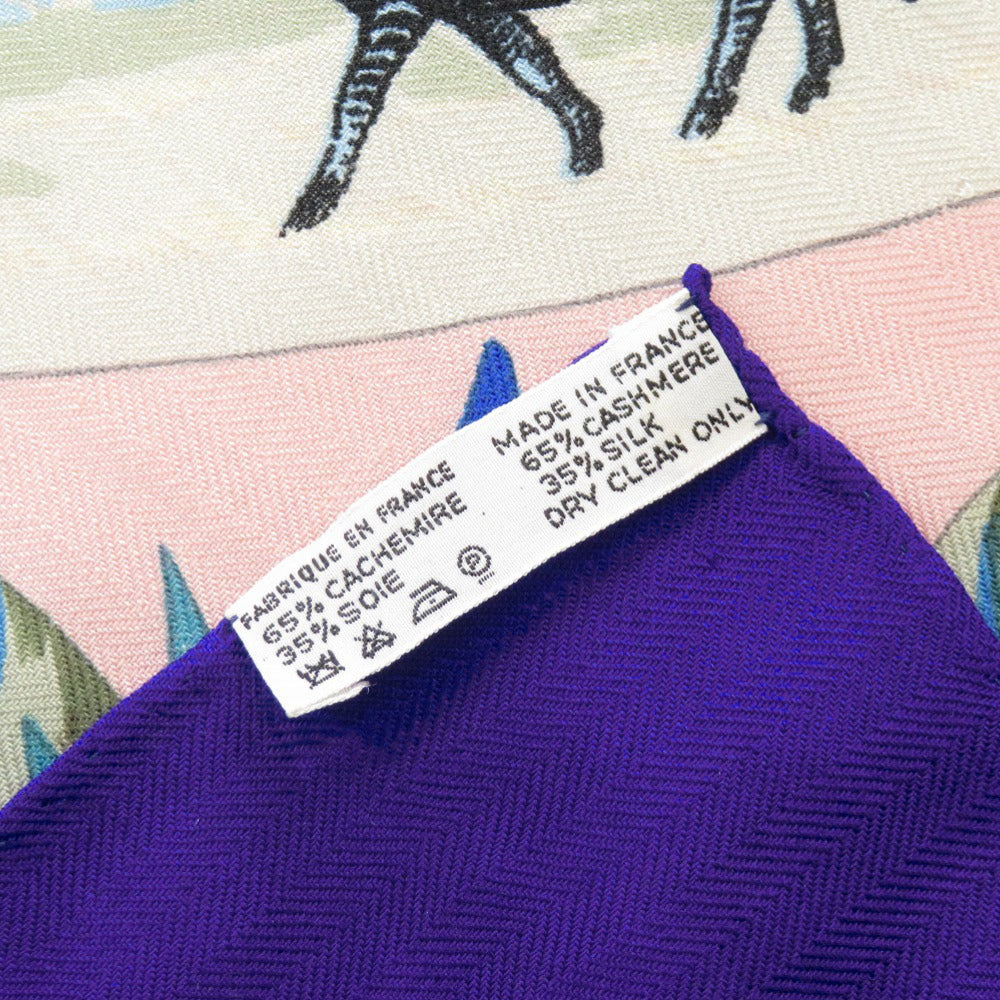 FABRIQUE EN FRANCE
65% CACHEMIRE
35% SOIE
P
MADE IN FRANCE
65% CASHMERE
35% SILK
DRY CLEAN ONLY